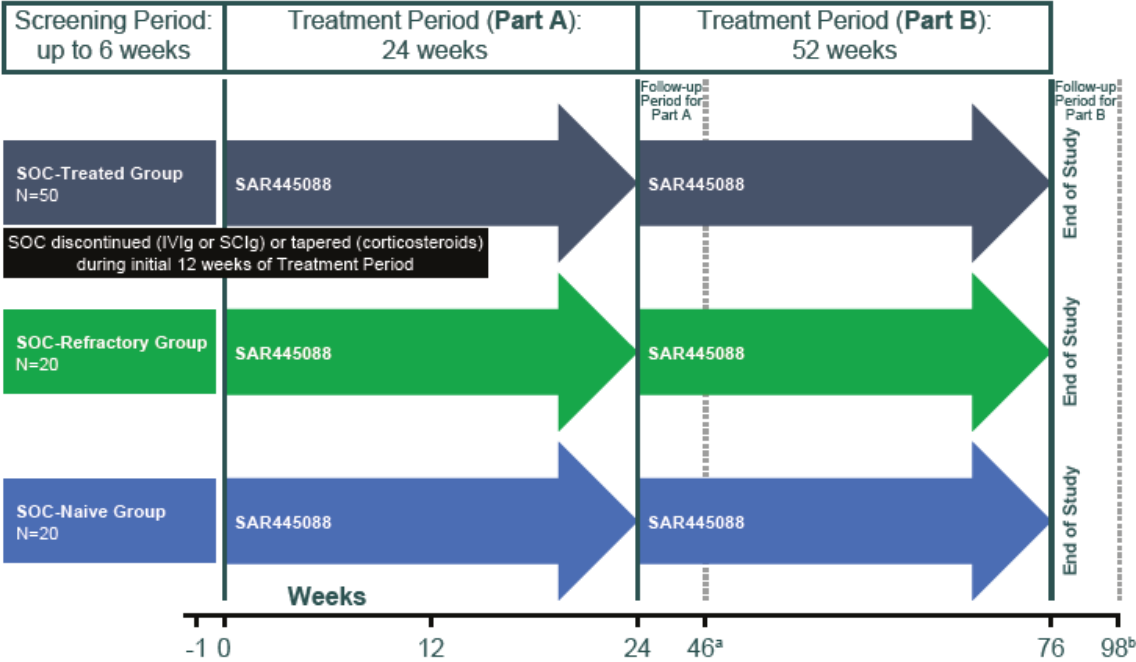 Screening Period:
up to 6 weeks
Treatment Period (Part A):
24 weeks
Treatment Period (Part B):
52 weeks
Follow-up
Period for
Part A
Follow-up
Period for
Part B
SOC-Treated Group
N=50
SAR445088
SAR445088
End of Study
SOC discontinued (IVIg or SCIg) or tapered (corticosteroids)
during initial 12 weeks of Treatment Period
SOC-Refractory Group
N=20
SAR445088
SAR445088
End of Study
SOC-Naive Group
N=20
SAR445088
SAR445088
End of Study
Weeks
-1 0 12 24 46ᵃ 76 98ᵇ